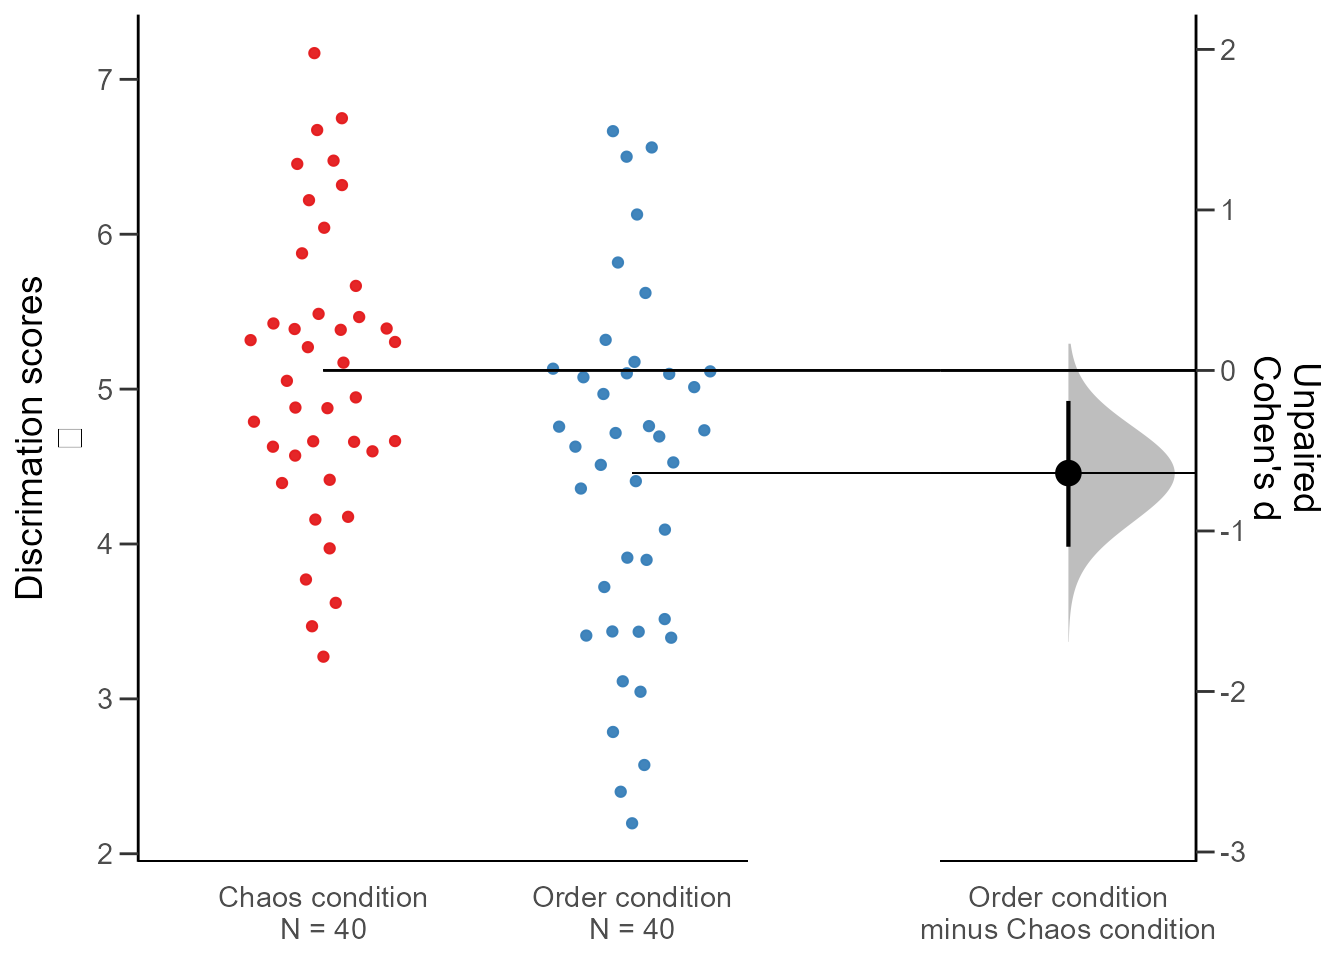 Discrimation scores
□
7
6
5
4
3
2
2
1
0
-1
-2
-3
Unpaired
Cohen's d
Chaos condition
N = 40
Order condition
N = 40
Order condition
minus Chaos condition